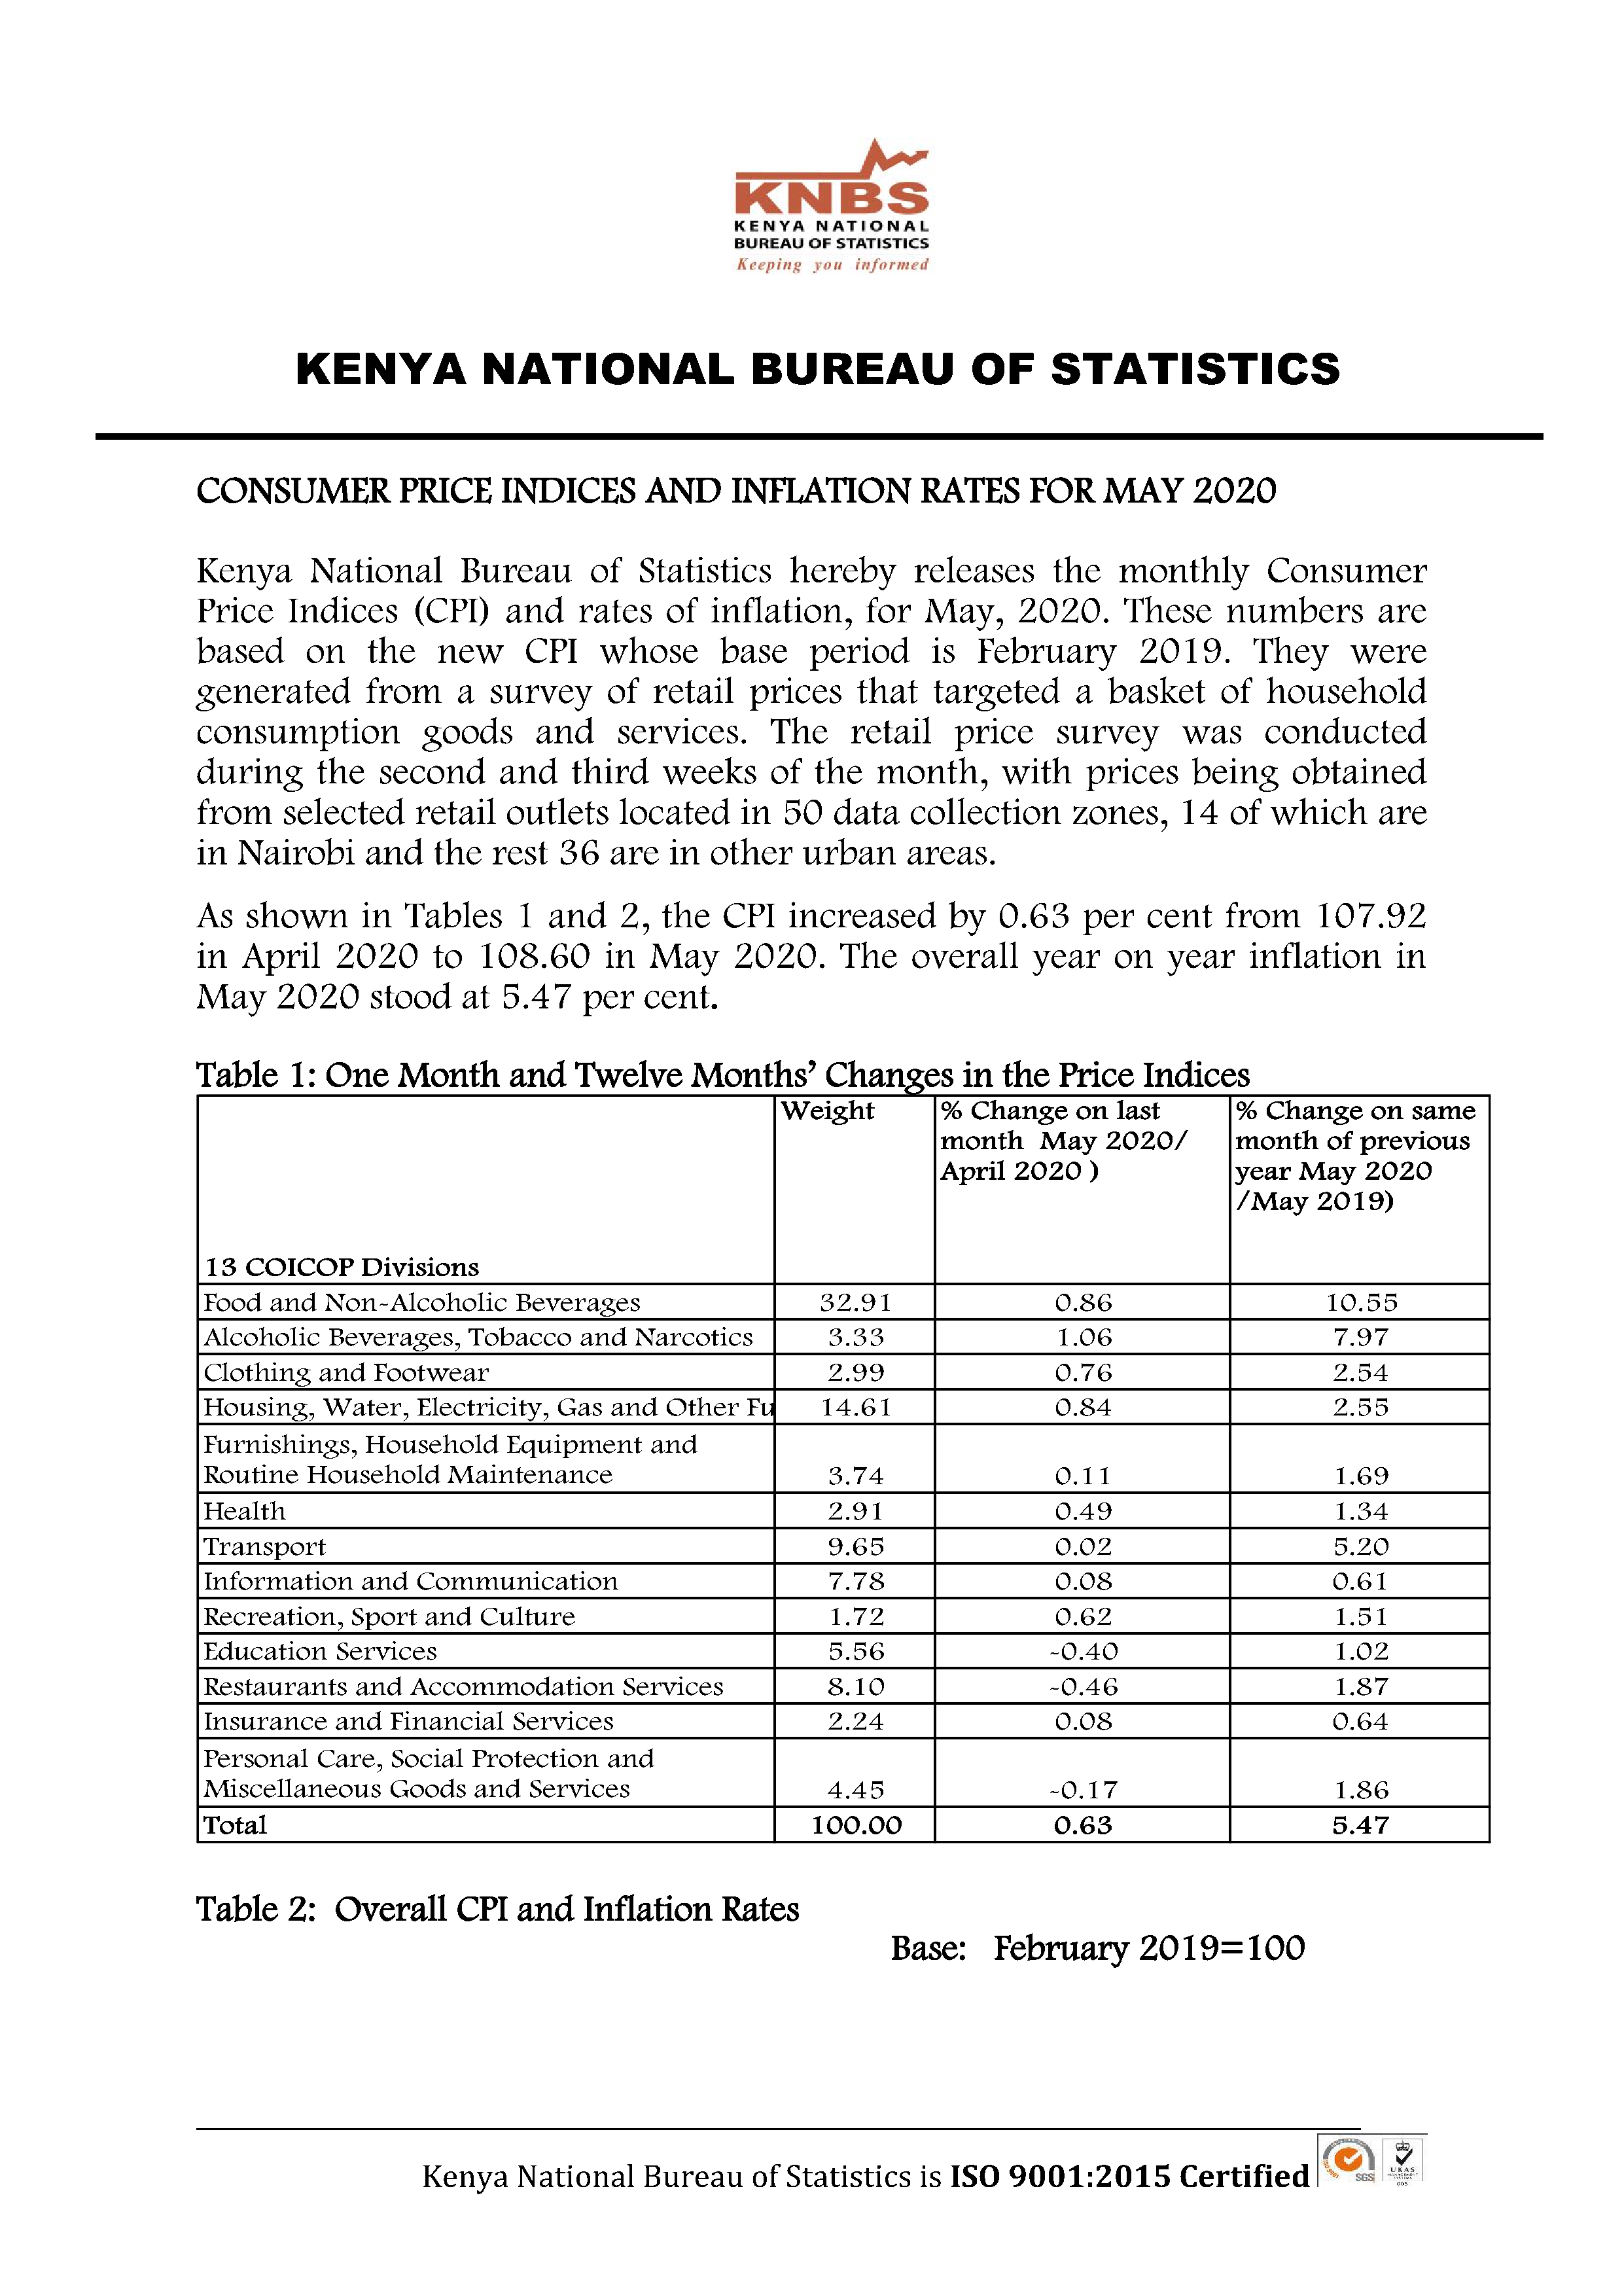 KNBS
KENYA NATIONAL
BUREAU OF STATISTICS
Keeping you informed
KENYA NATIONAL BUREAU OF STATISTICS
CONSUMER PRICE INDICES AND INFLATION RATES FOR MAY 2020
Kenya National Bureau of Statistics hereby releases the monthly Consumer
Price Indices (CPI) and rates of inflation, for May, 2020. These numbers are
based on the new CPI whose base period is February 2019. They were
generated from a survey of retail prices that targeted a basket of household
consumption goods and services. The retail price survey was conducted
during the second and third weeks of the month, with prices being obtained
from selected retail outlets located in 50 data collection zones, 14 of which are
in Nairobi and the rest 36 are in other urban areas.
As shown in Tables 1 and 2, the CPI increased by 0.63 per cent from 107.92
in April 2020 to 108.60 in May 2020. The overall year on year inflation in
May 2020 stood at 5.47 per cent.
Table 1: One Month and Twelve Months’ Changes in the Price Indices
Weight % Change on last % Change on same
month May 2020/ month of previous
April 2020 ) year May 2020
/May 2019)
13 COICOP Divisions
Food and Non-Alcoholic Beverages 32.91 0.86 10.55
Alcoholic Beverages, Tobacco and Narcotics 3.33 1.06 7.97
Clothing and Footwear 2.99 0.76 2.54
Housing, Water, Electricity, Gas and Other Fu 14.61 0.84 2.55
Furnishings, Household Equipment and
Routine Household Maintenance 3.74 0.11 1.69
Health 2.91 0.49 1.34
Transport 9.65 0.02 5.20
Information and Communication 7.78 0.08 0.61
Recreation, Sport and Culture 1.72 0.62 1.51
Education Services 5.56 -0.40 1.02
Restaurants and Accommodation Services 8.10 -0.46 1.87
Insurance and Financial Services 2.24 0.08 0.64
Personal Care, Social Protection and
Miscellaneous Goods and Services 4.45 -0.17 1.86
Total 100.00 0.63 5.47
Table 2: Overall CPI and Inflation Rates
Base: February 2019=100
Kenya National Bureau of Statistics is ISO 9001:2015 Certified
SGS
UKAS